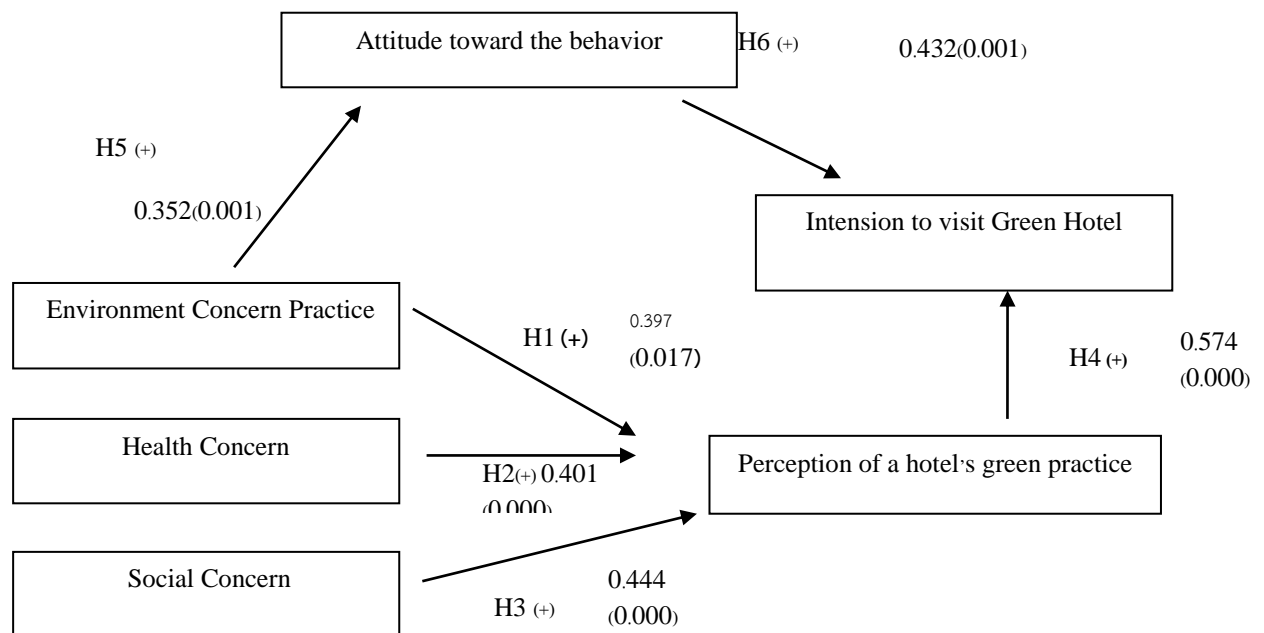 Attitude toward the behavior
H6 (+)
0.432(0.001)
H5 (+)
0.352(0.001)
Intension to visit Green Hotel
Environment Concern Practice
H1 (+)
0.397
(0.017)
H4 (+)
0.574
(0.000)
Health Concern
H2(+) 0.401
(0.000)
Perception of a hotel's green practice
Social Concern
H3 (+)
0.444
(0.000)